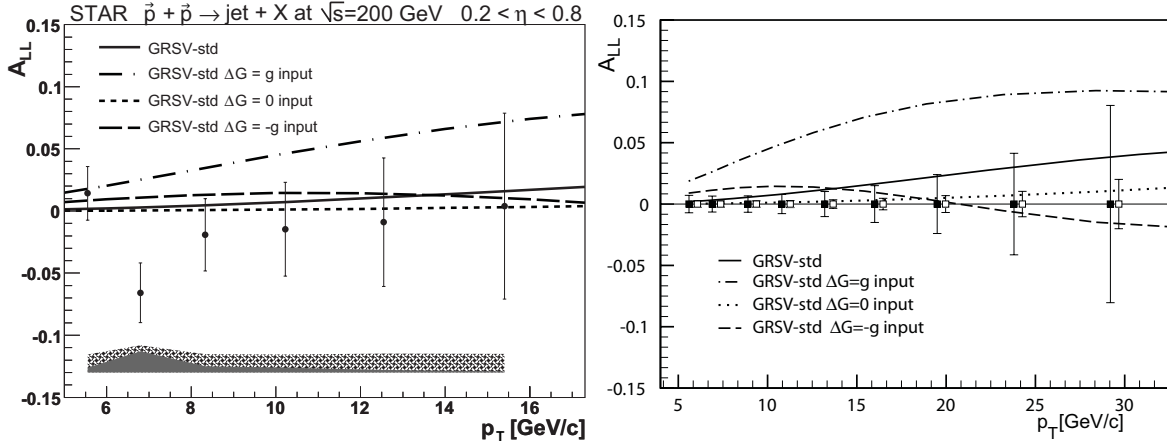 STAR p⃗ + p⃗ → jet + X at √s=200 GeV 0.2 < η < 0.8
A_LL
0.15
0.1
0.05
0
-0.05
-0.1
-0.15
GRSV-std
GRSV-std ΔG = g input
GRSV-std ΔG = 0 input
GRSV-std ΔG = -g input
6 8 10 12 14 16
p_T [GeV/c]
A_LL
0.15
0.10
0.05
0
-0.05
-0.10
-0.15
GRSV-std
GRSV-std ΔG=g input
GRSV-std ΔG=0 input
GRSV-std ΔG=-g input
5 10 15 20 25 30
p_T[GeV/c]